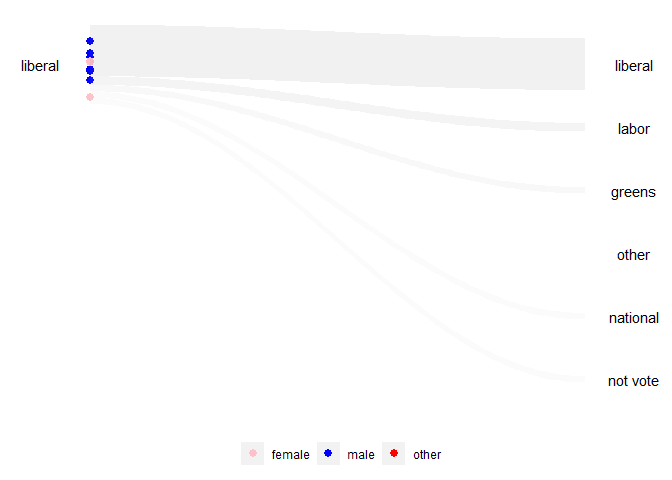 liberal
liberal
labor
greens
other
national
not vote
female male other